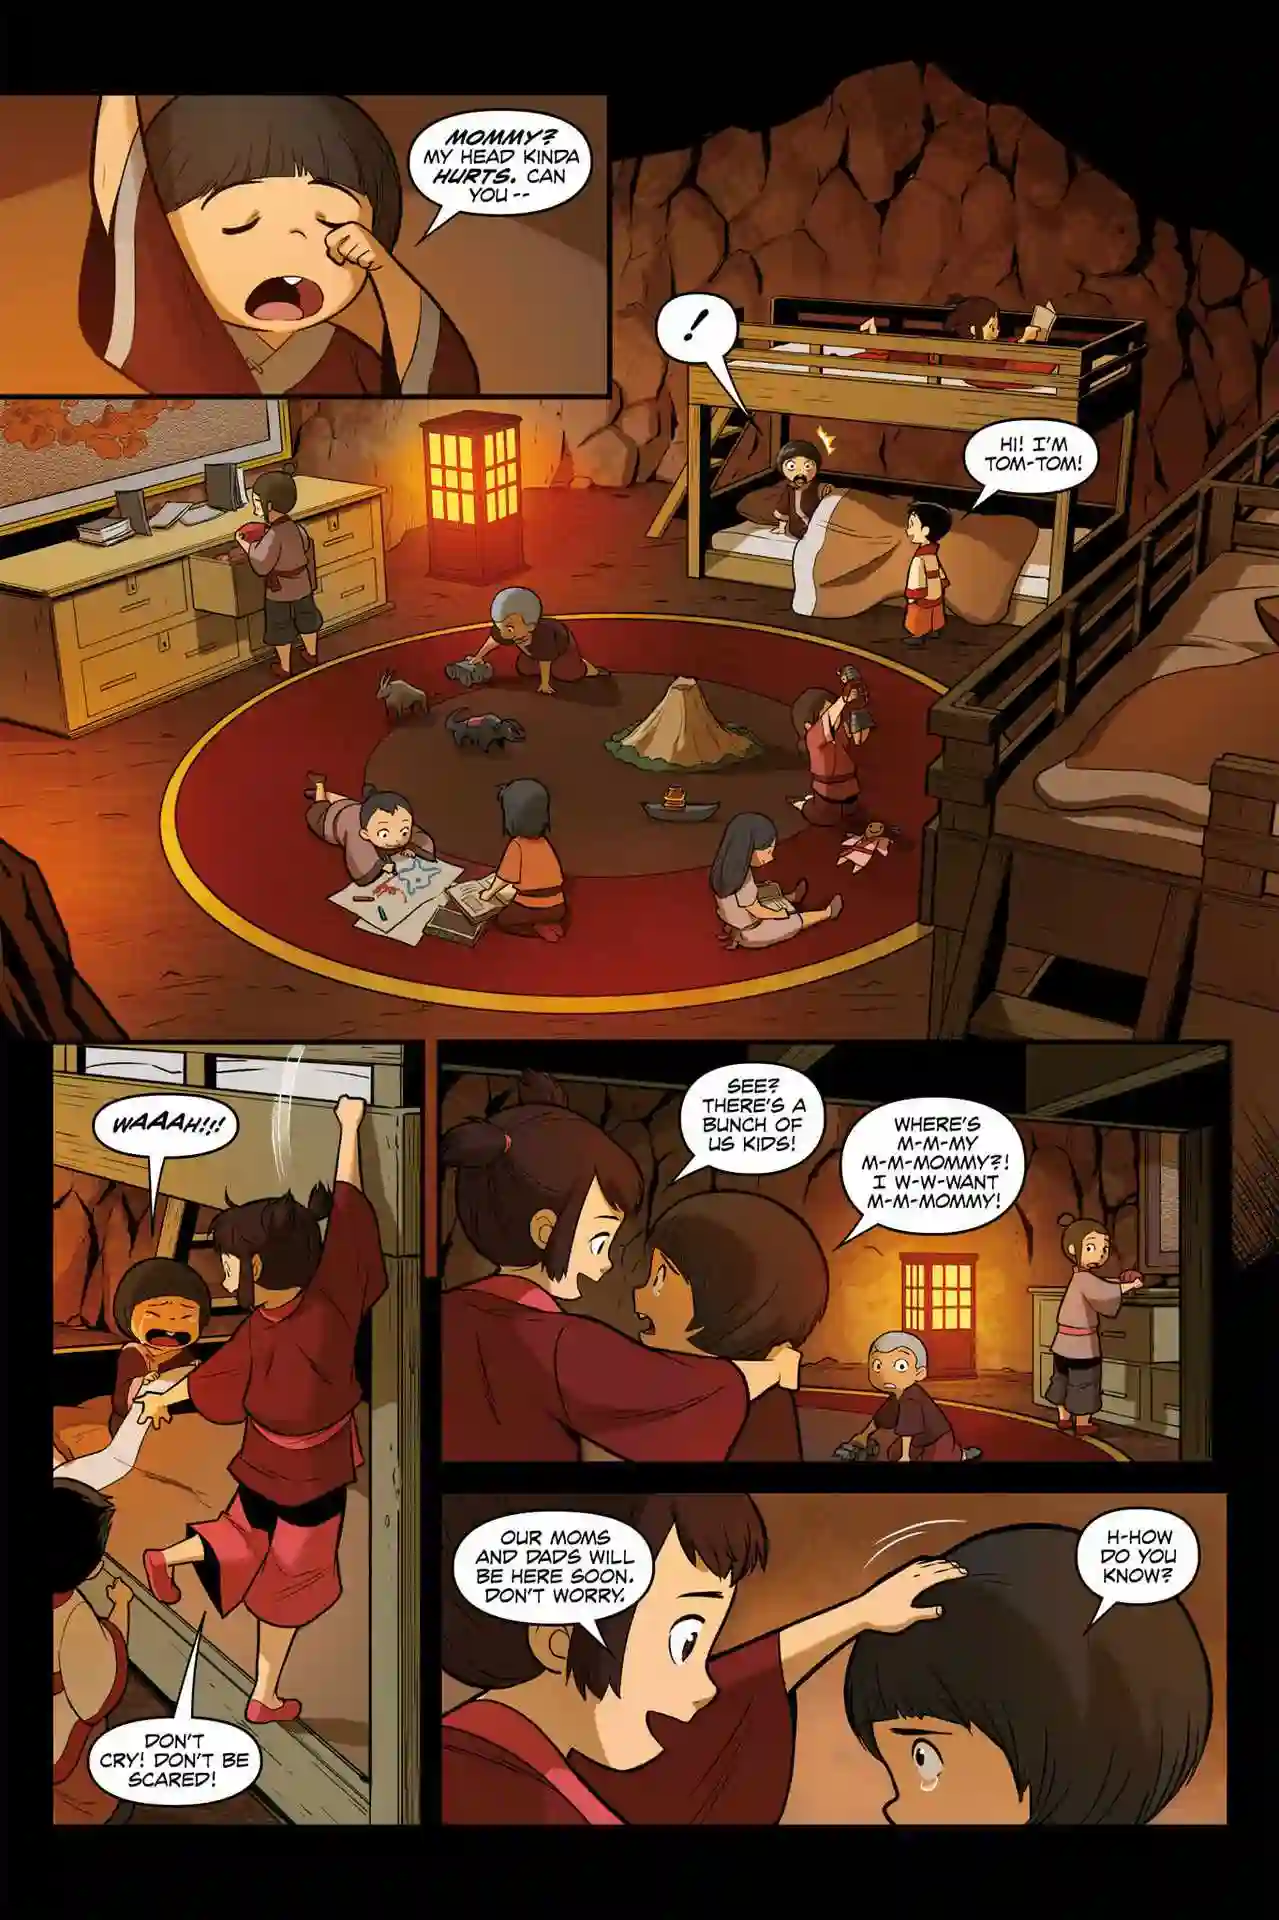 MOMMY?
MY HEAD KINDA
HURTS. CAN
YOU --
!
HI! I'M
TOM-TOM!
WAAAH!!!
DON'T
CRY! DON'T BE
SCARED!
SEE?
THERE'S A
BUNCH OF
US KIDS!
WHERE'S
M-M-MY
M-M-MOMMY?!
I W-W-WANT
M-M-MOMMY!
OUR MOMS
AND DADS WILL
BE HERE SOON.
DON'T WORRY.
H-HOW
DO YOU
KNOW?